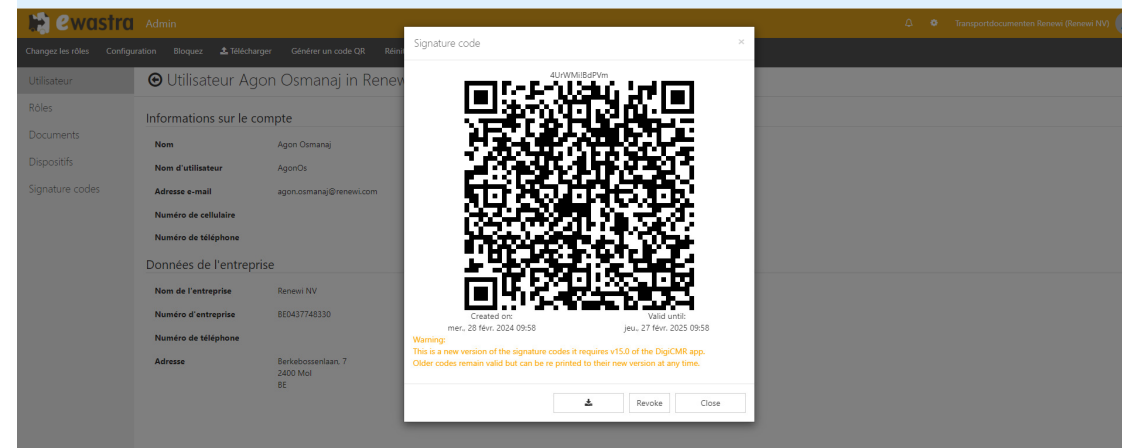 ewastra Admin Transportdocumenten Renewi (Renewi NV)
Changez les rôles Configuration Bloquez Télécharger Générer un code QR
Utilisateur
Rôles
Documents
Dispositifs
Signature codes
Utilisateur Agon Osmanaj in
Informations sur le compte
Nom Agon Osmanaj
Nom d'utilisateur AgonOs
Adresse e-mail agon.osmanaj@renewi.com
Numéro de cellulaire
Numéro de téléphone
Données de l'entreprise
Nom de l'entreprise Renewi NV
Numéro d'entreprise BE0437748330
Numéro de téléphone
Adresse Berkebossenlaan, 7
2400 Mol
BE
Signature code ×
Created on: Valid until:
mer.. 28 févr. 2024 09:58 jeu.. 27 févr. 2025 09:58
Warning:
This is a new version of the signature codes it requires v15.0 of the DigiCMR app.
Older codes remain valid but can be re printed to their new version at any time.
Revoke Close